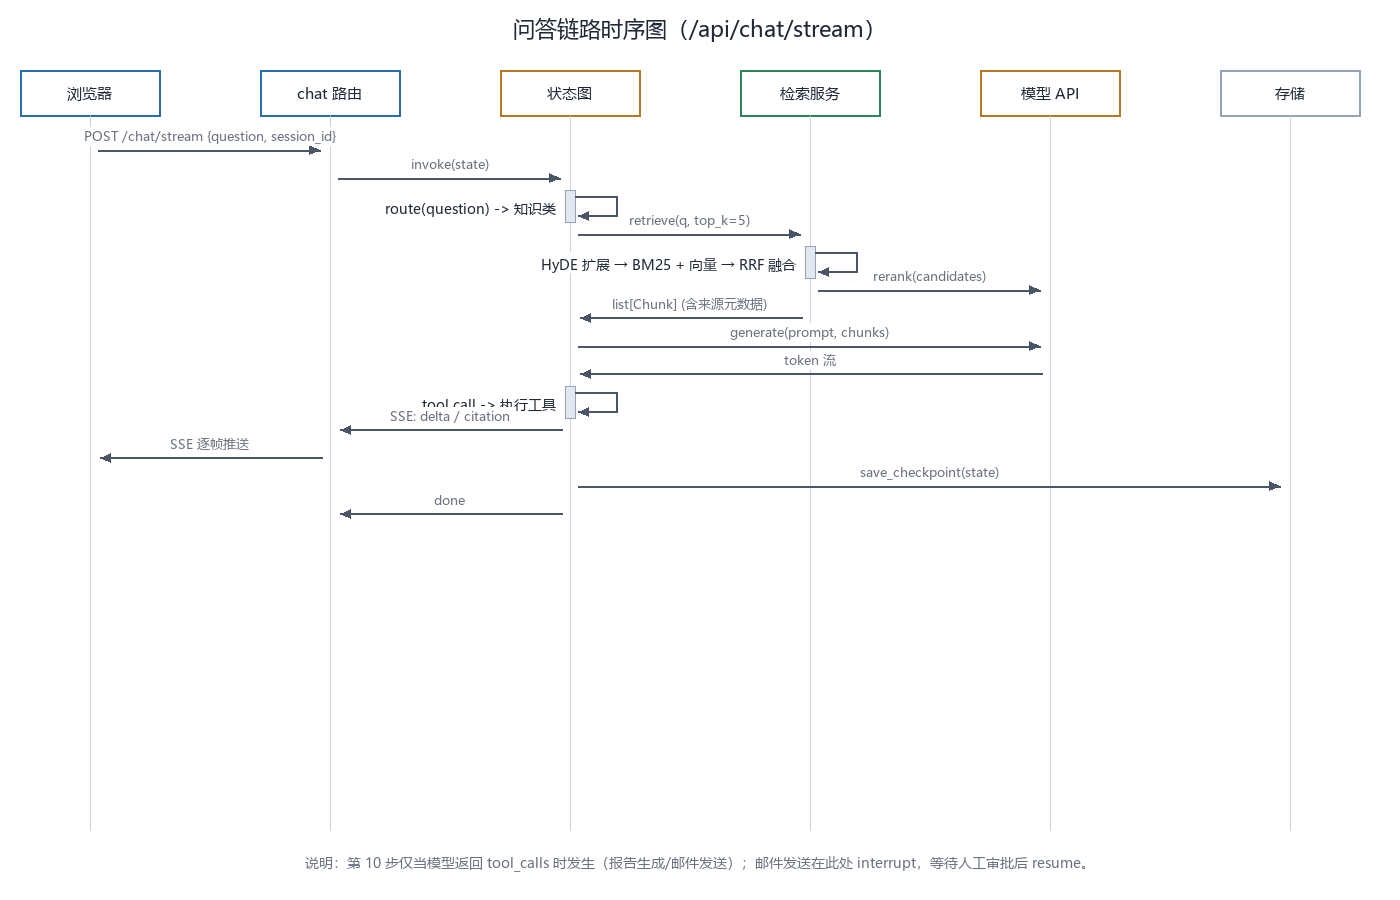 问答链路时序图（/api/chat/stream）
浏览器
chat 路由
状态图
检索服务
模型 API
存储
POST /chat/stream {question, session_id}
invoke(state)
route(question) -> 知识类
retrieve(q, top_k=5)
HyDE 扩展 → BM25 + 向量 → RRF 融合
rerank(candidates)
list[Chunk] (含来源元数据)
generate(prompt, chunks)
token 流
tool call -> 执行工具
SSE: delta / citation
SSE 逐帧推送
save_checkpoint(state)
done
说明：第 10 步仅当模型返回 tool_calls 时发生（报告生成/邮件发送）；邮件发送在此处 interrupt，等待人工审批后 resume。